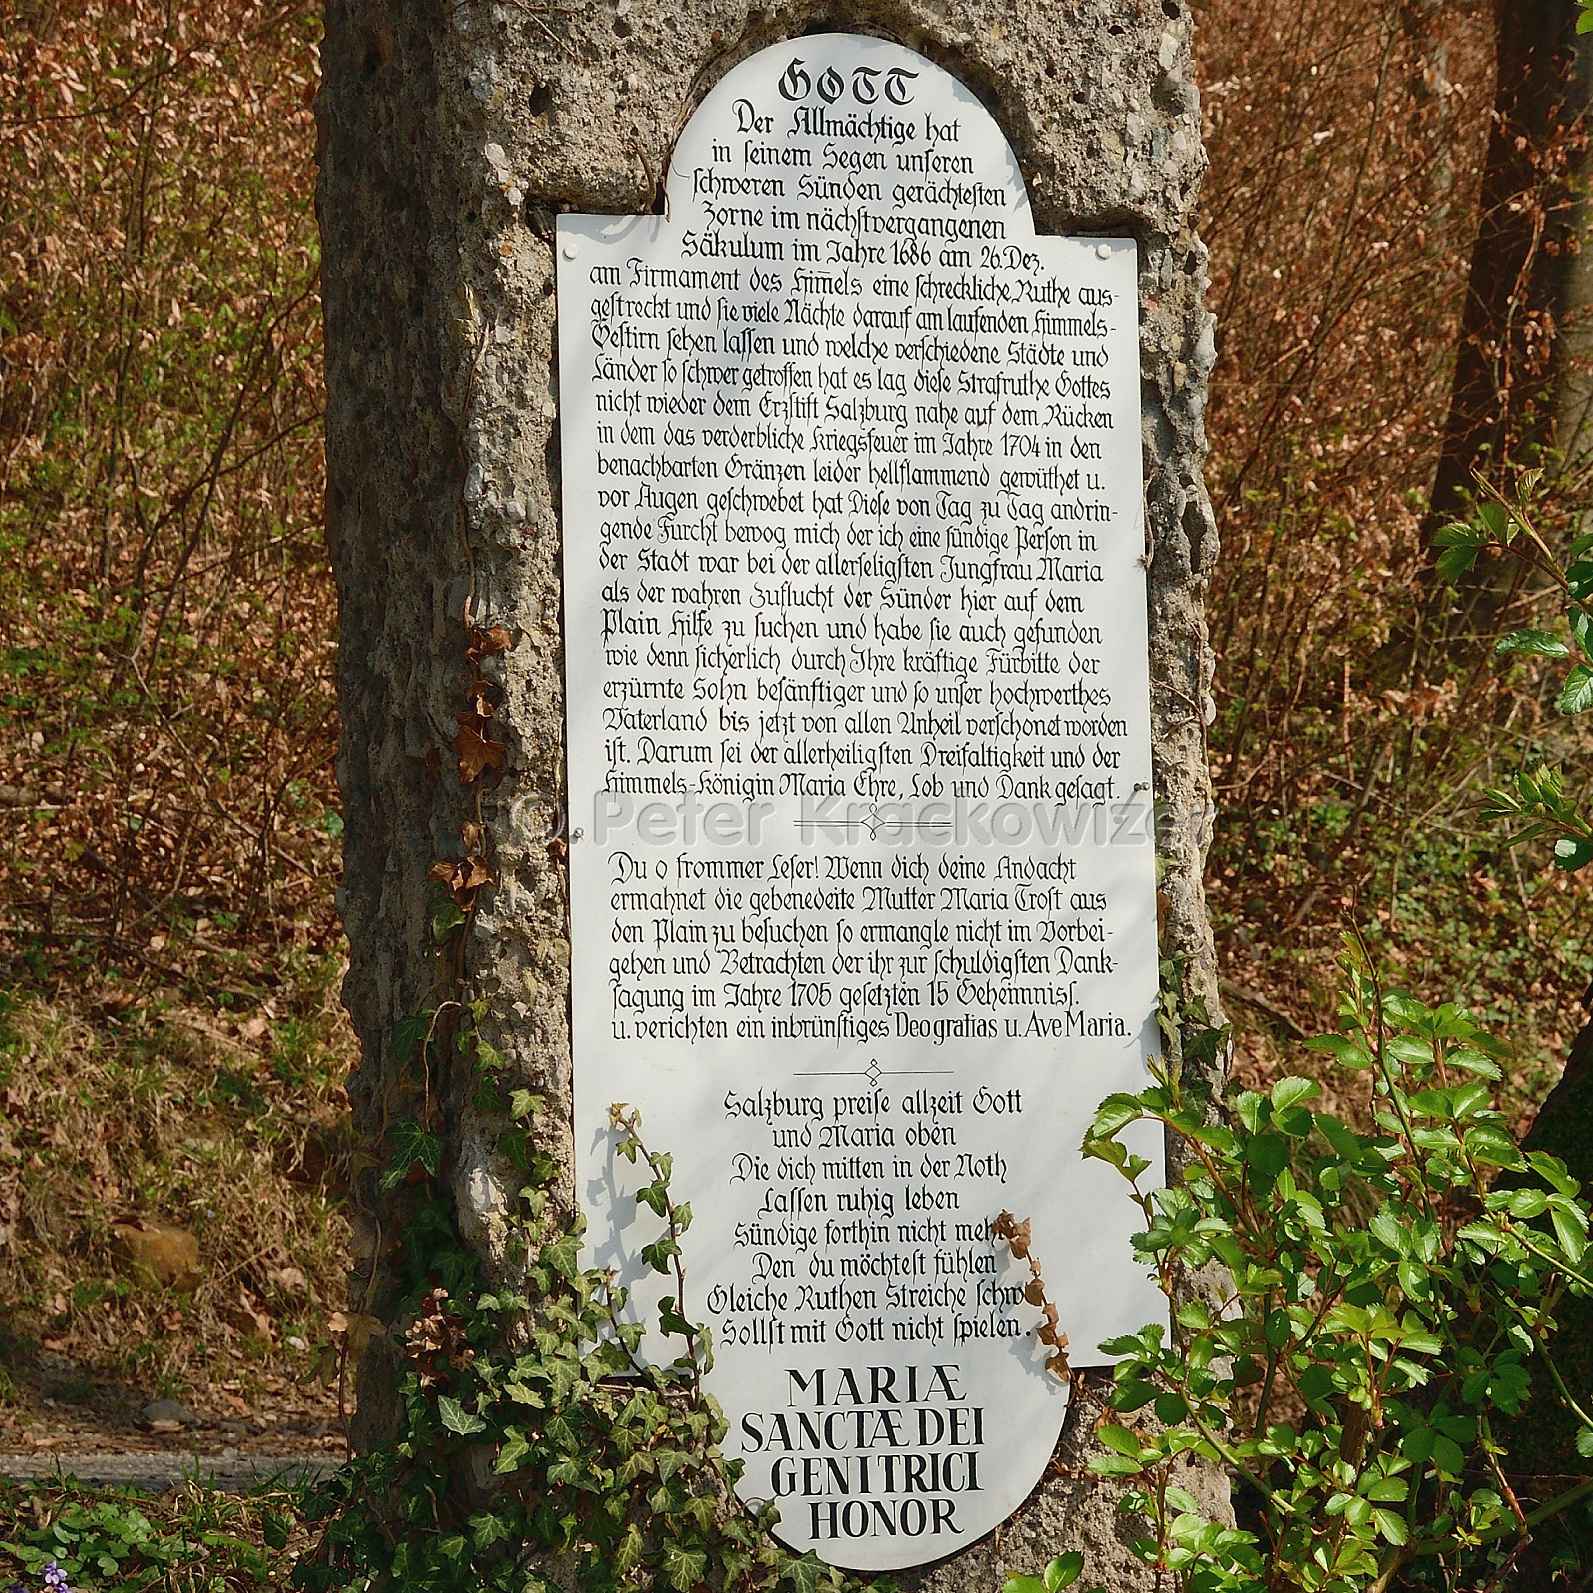 GOTT
Der Allmächtige hat
in seinem Segen unseren
schweren Sünden gerächtesten
Zorne im nächstvergangenen
Säkulum im Jahre 1686 am 26. Dez.
am Firmament des Him̄els eine schreckliche Ruthe aus-
gestreckt und sie viele Nächte darauf am laufenden Himmels-
Gestirn sehen lassen und welche verschiedene Städte und
Länder so schwer getroffen hat es lag diese Strafruthe Gottes
nicht wieder dem Erzstift Salzburg nahe auf dem Rücken
in dem das verderbliche Kriegsfeuer im Jahre 1704 in den
benachbarten Gränzen leider hellflammend gewüthet u.
vor Augen geschwebet hat Diese von Tag zu Tag andrin-
gende Furcht bewog mich der ich eine sündige Person in
der Stadt war bei der allerseligsten Jungfrau Maria
als der wahren Zuflucht der Sünder hier auf dem
Plain Hilfe zu suchen und habe sie auch gefunden
wie denn sicherlich durch Ihre kräftige Fürbitte der
erzürnte Sohn besänftiger und so unser hochwerthes
Vaterland bis jetzt von allen Unheil verschonet worden
ist. Darum sei der allerheiligsten Dreifaltigkeit und der
Himmels-Königin Maria Ehre, Lob und Dank gesagt.
© Peter Krackowizer
Du o frommer Leser! Wenn dich deine Andacht
ermahnet die gebenedeite Mutter Maria Trost aus
den Plain zu besuchen so ermangle nicht im Vorbei-
gehen und Betrachten der ihr zur schuldigsten Dank-
sagung im Jahre 1705 gesetzten 15 Geheimniss.
u. verichten ein inbrünstiges Deo gratias u. Ave Maria.
Salzburg preise allzeit Gott
und Maria oben
Die dich mitten in der Noth
Lassen ruhig leben
Sündige forthin nicht mehr
Den du möchtest fühlen
Gleiche Ruthen Streiche schw
Sollst mit Gott nicht spielen.
MARIÆ
SANCTÆ DEI
GENITRICI
HONOR